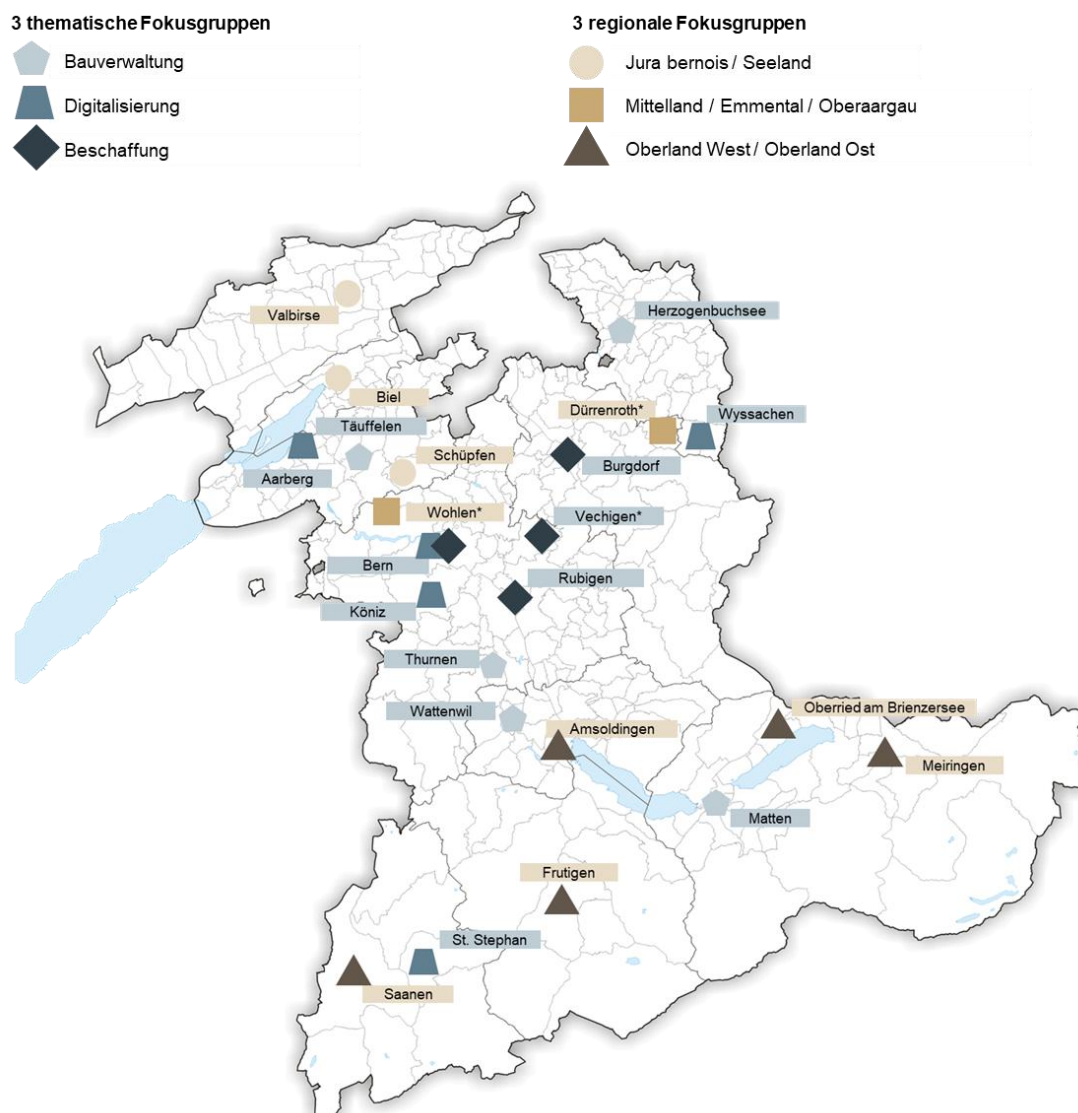 3 thematische Fokusgruppen
Bauverwaltung
Digitalisierung
Beschaffung
3 regionale Fokusgruppen
Jura bernois / Seeland
Mittelland / Emmental / Oberaargau
Oberland West / Oberland Ost
Herzogenbuchsee
Valbirse
Biel
Dürrenroth*
Wyssachen
Täuffelen
Schüpfen
Burgdorf
Aarberg
Wohlen*
Vechigen*
Bern
Rubigen
Köniz
Thurnen
Wattenwil
Oberried am Brienzersee
Amsoldingen
Meiringen
Matten
Frutigen
St. Stephan
Saanen